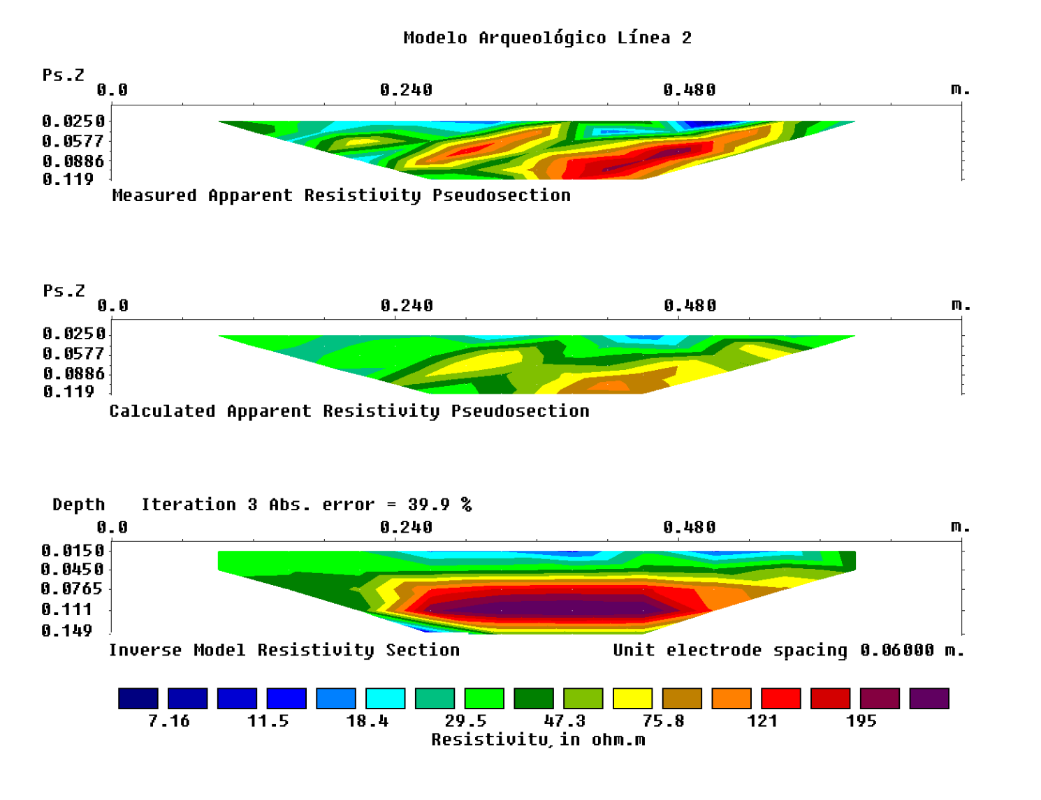 Modelo Arqueológico Línea 2
Ps.Z
0.0 0.240 0.480 m.
0.0250
0.0577
0.0886
0.119
Measured Apparent Resistivity Pseudosection
Ps.Z
0.0 0.240 0.480 m.
0.0250
0.0577
0.0886
0.119
Calculated Apparent Resistivity Pseudosection
Depth Iteration 3 Abs. error = 39.9 %
0.0 0.240 0.480 m.
0.0150
0.0450
0.0765
0.111
0.149
Inverse Model Resistivity Section Unit electrode spacing 0.06000 m.
7.16 11.5 18.4 29.5 47.3 75.8 121 195
Resistivity in ohm.m